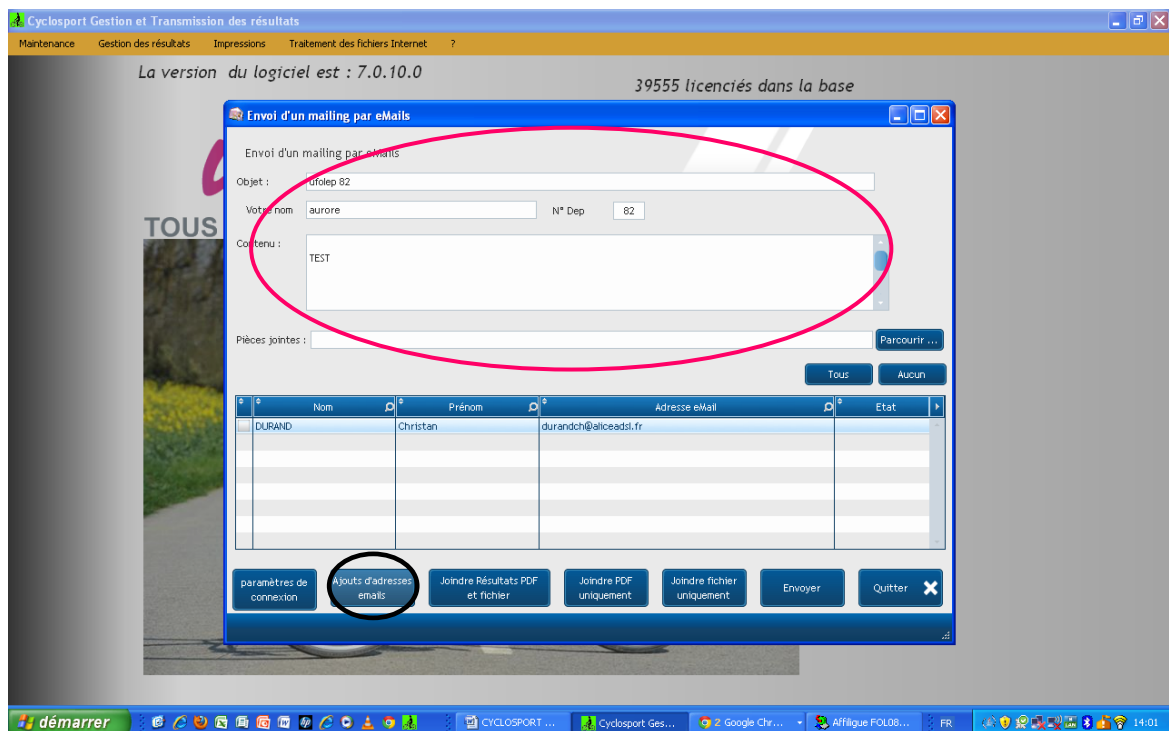 Cyclosport Gestion et Transmission des résultats
Maintenance Gestion des résultats Impressions Traitement des fichiers Internet ?
La version du logiciel est : 7.0.10.0
39555 licenciés dans la base
Envoi d'un mailing par eMails
Envoi d'un mailing par eMails
Objet : ufolep 82
Votre nom aurore N° Dep 82
TOUS
Contenu :
TEST
Pièces jointes : Parcourir ...
Tous Aucun
Nom Prénom Adresse eMail Etat
DURAND Christan durandch@aliceadsl.fr
paramètres de connexion
Ajouts d'adresses emails
Joindre Résultats PDF et fichier
Joindre PDF uniquement
Joindre fichier uniquement
Envoyer
Quitter
démarrer CYCLOSPORT ... Cyclosport Ges... 2 Google Chr... Affiligue FOL08... FR 14:01